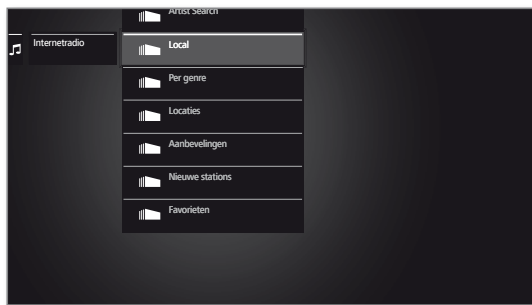 Artist Search
Internetradio
Local
Per genre
Locaties
Aanbevelingen
Nieuwe stations
Favorieten